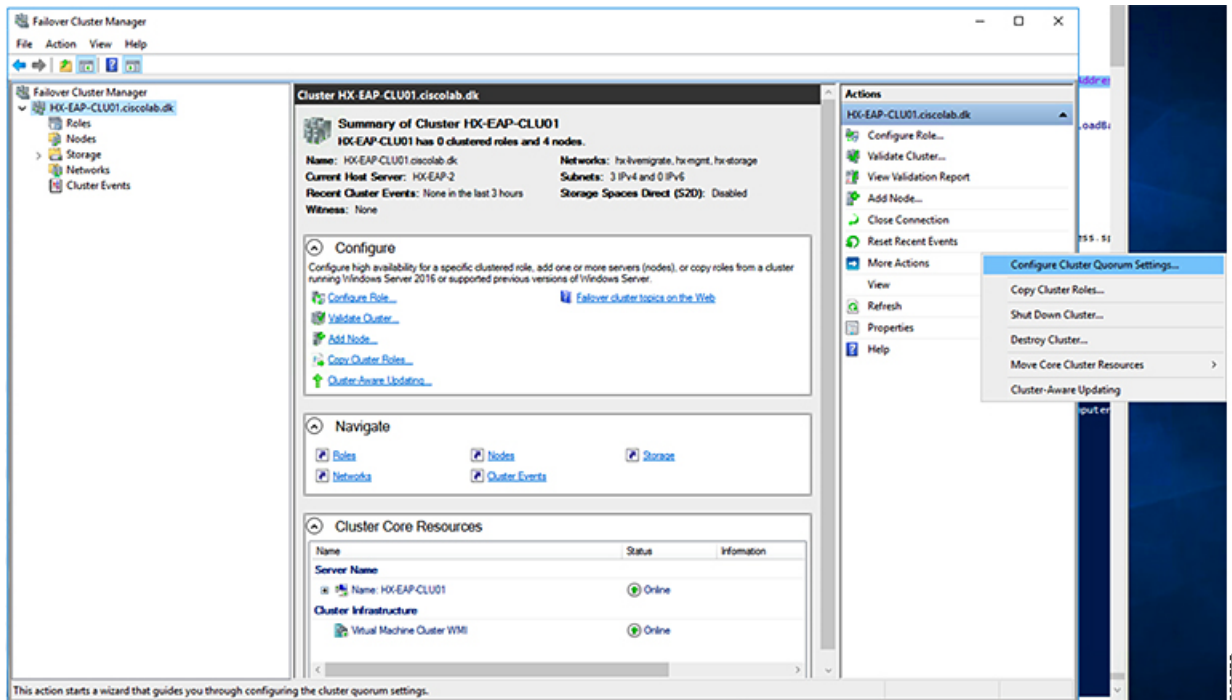 Failover Cluster Manager
File Action View Help
Failover Cluster Manager
HX-EAP-CLU01.ciscolab.dk
Roles
Nodes
Storage
Networks
Cluster Events
Cluster HX-EAP-CLU01.ciscolab.dk
Summary of Cluster HX-EAP-CLU01
HX-EAP-CLU01 has 0 clustered roles and 4 nodes.
Name: HX-EAP-CLU01.ciscolab.dk
Networks: hx-livemigrate, hx-mgmt, hx-storage
Current Host Server: HX-EAP-2
Subnets: 3 IPv4 and 0 IPv6
Recent Cluster Events: None in the last 3 hours
Storage Spaces Direct (S2D): Disabled
Witness: None
Configure
Configure high availability for a specific clustered role, add one or more servers (nodes), or copy roles from a cluster
running Windows Server 2016 or supported previous versions of Windows Server.
Configure Role...
Failover cluster topics on the Web
Validate Cluster...
Add Node...
Copy Cluster Roles...
Cluster-Aware Updating...
Navigate
Roles
Nodes
Storage
Networks
Cluster Events
Cluster Core Resources
Name Status Information
Server Name
Name: HX-EAP-CLU01 Online
Cluster Infrastructure
Virtual Machine Cluster WMI Online
Actions
HX-EAP-CLU01.ciscolab.dk
Configure Role...
Validate Cluster...
View Validation Report
Add Node...
Close Connection
Reset Recent Events
More Actions
View
Refresh
Properties
Help
Configure Cluster Quorum Settings...
Copy Cluster Roles...
Shut Down Cluster...
Destroy Cluster...
Move Core Cluster Resources
Cluster-Aware Updating
This action starts a wizard that guides you through configuring the cluster quorum settings.